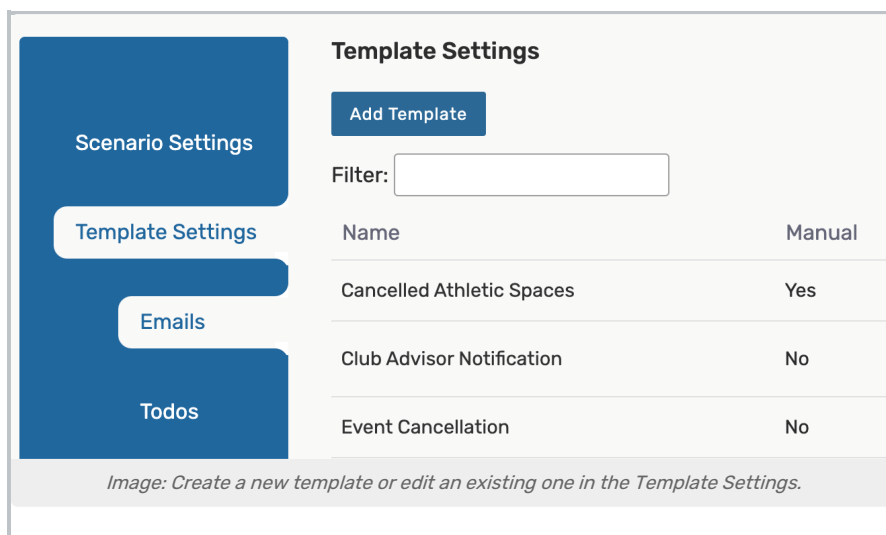 Scenario Settings
Template Settings
Emails
Todos
Template Settings
Add Template
Filter:
Name Manual
Cancelled Athletic Spaces Yes
Club Advisor Notification No
Event Cancellation No
Image: Create a new template or edit an existing one in the Template Settings.